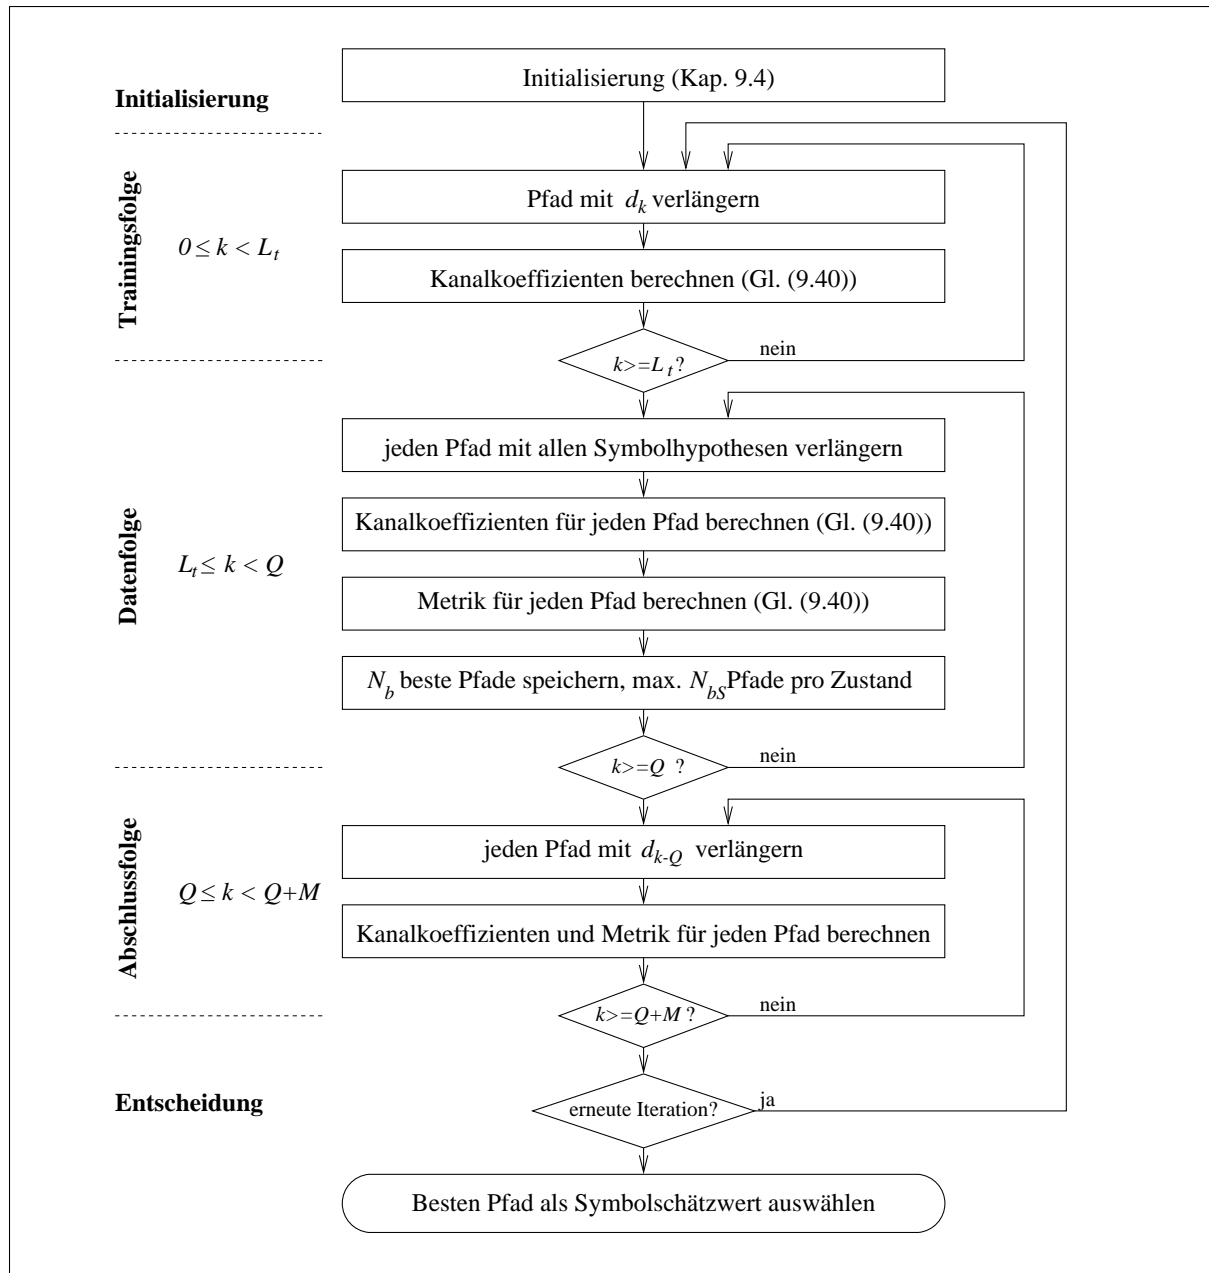 Initialisierung (Kap. 9.4)
Initialisierung
Trainingsfolge
0 ≤ k < L_t
Pfad mit d_k verlängern
Kanalkoeffizienten berechnen (Gl. (9.40))
k>=L_t?
nein
Datenfolge
L_t ≤ k < Q
jeden Pfad mit allen Symbolhypothesen verlängern
Kanalkoeffizienten für jeden Pfad berechnen (Gl. (9.40))
Metrik für jeden Pfad berechnen (Gl. (9.40))
N_b beste Pfade speichern, max. N_bS Pfade pro Zustand
k>=Q ?
nein
Abschlussfolge
Q ≤ k < Q+M
jeden Pfad mit d_k-Q verlängern
Kanalkoeffizienten und Metrik für jeden Pfad berechnen
k>=Q+M?
nein
Entscheidung
erneute Iteration?
ja
Besten Pfad als Symbolschätzwert auswählen